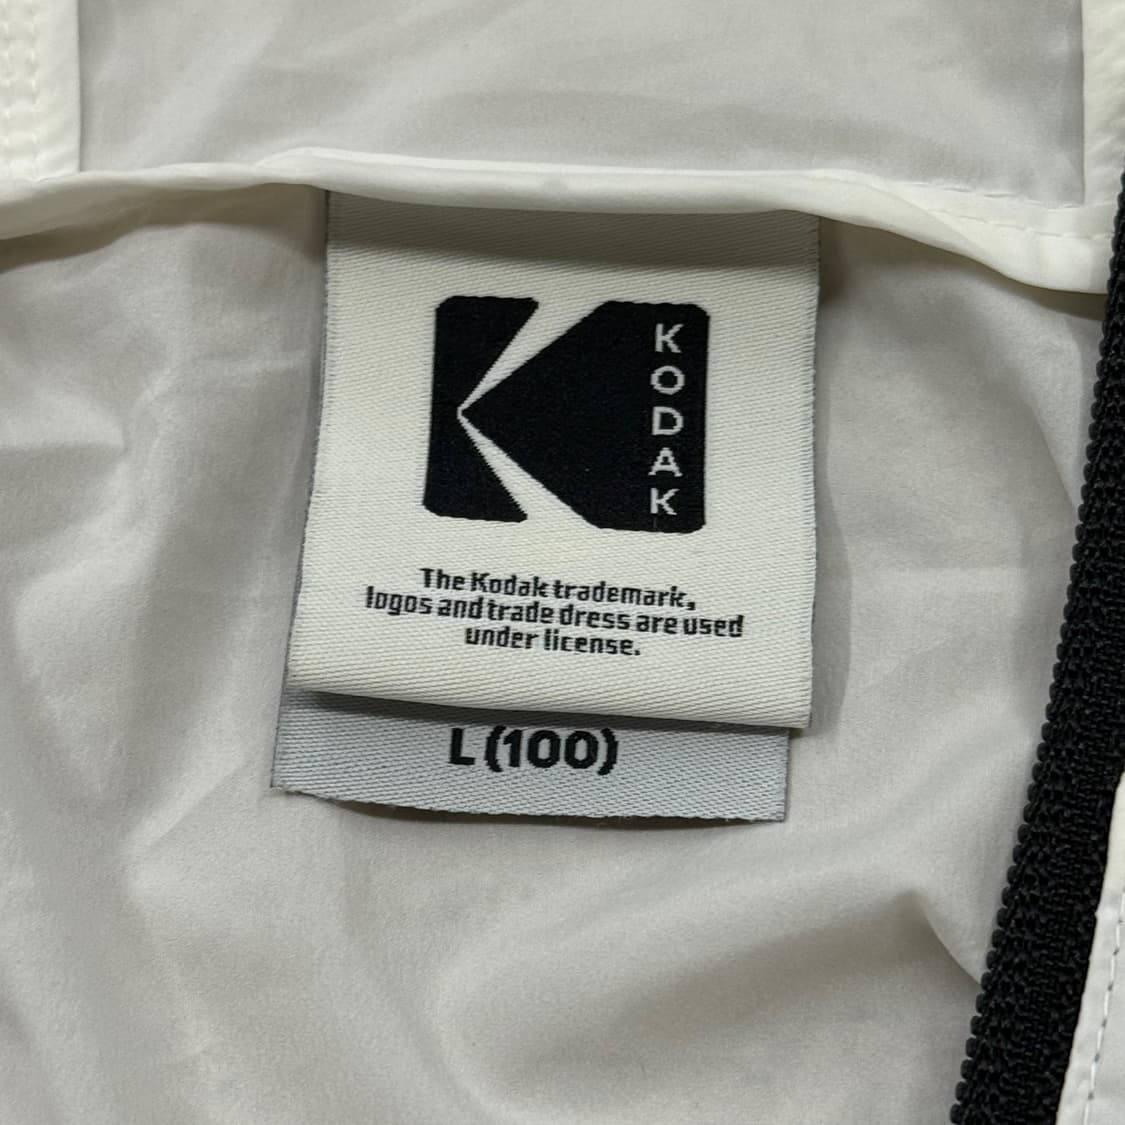 KODAK
The Kodak trademark,
logos and trade dress are used
under license.
L (100)